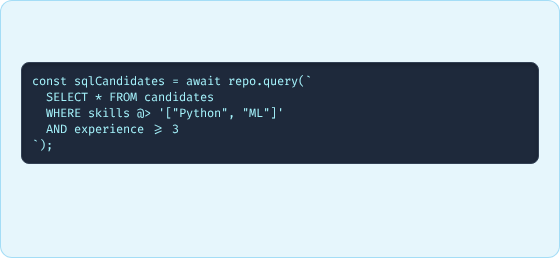 const sqlCandidates = await repo.query(`
  SELECT * FROM candidates
  WHERE skills @> '["Python", "ML"]'
  AND experience >= 3
`);